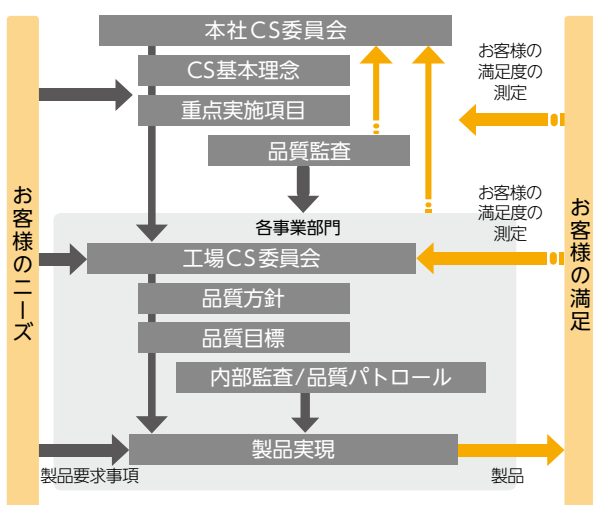 本社CS委員会
CS基本理念
重点実施項目
品質監査
お客様の
満足度の
測定
お客様の
満足度の
測定
お客様のニーズ
お客様の満足
各事業部門
工場CS委員会
品質方針
品質目標
内部監査/品質パトロール
製品実現
製品要求事項
製品